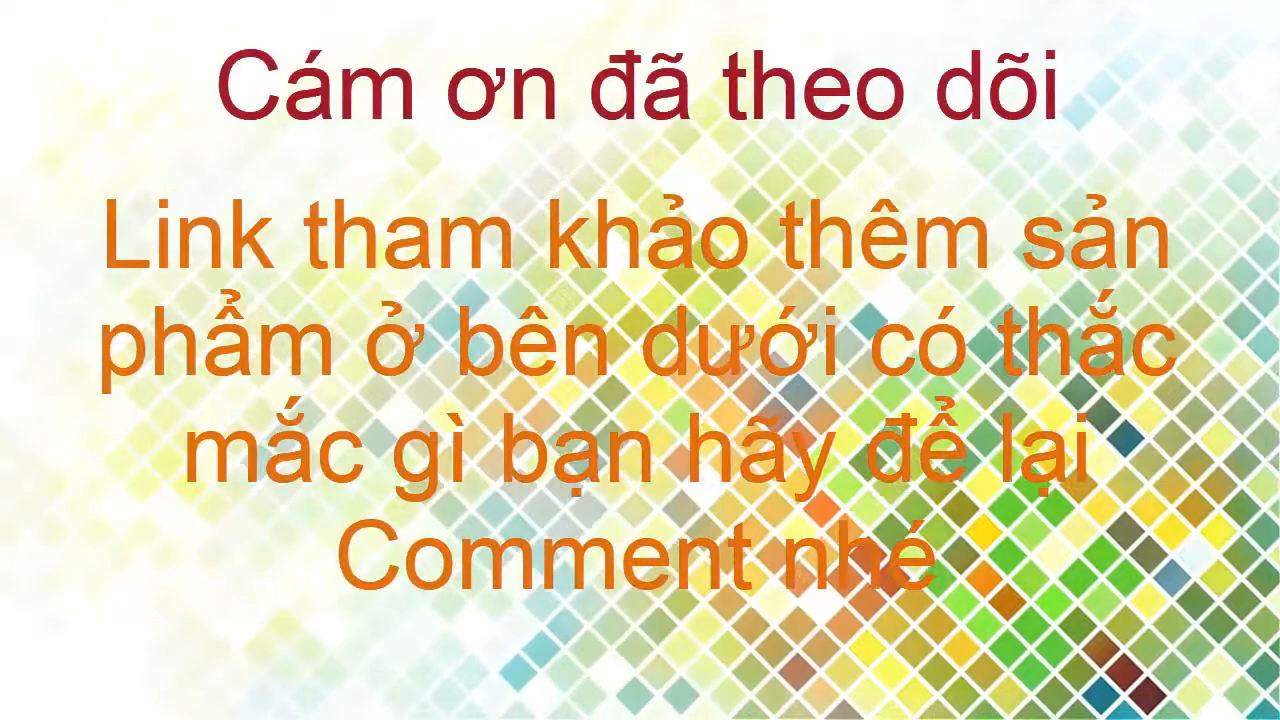 Cám ơn đã theo dõi
Link tham khảo thêm sản
phẩm ở bên dưới có thắc
mắc gì bạn hãy để lại
Comment nhé